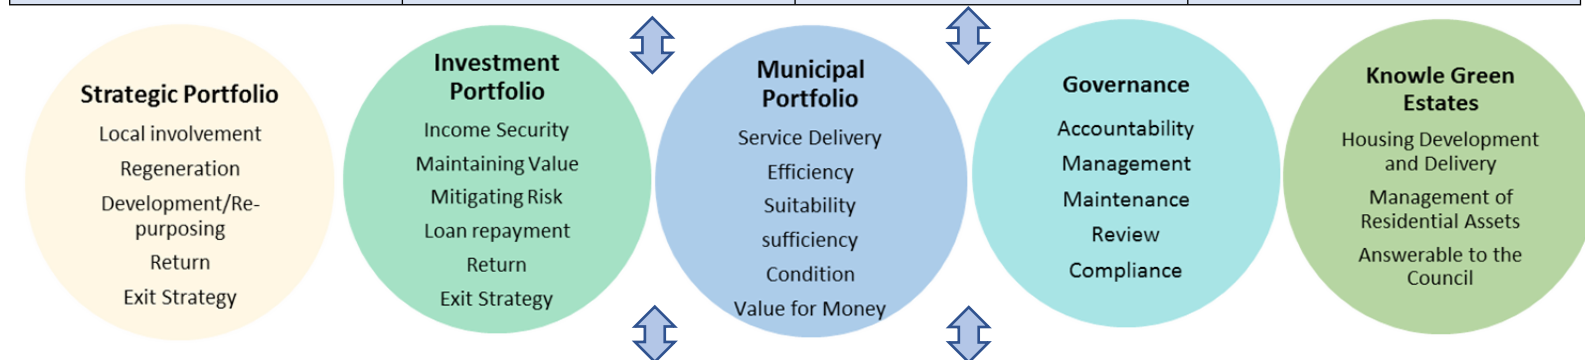 Strategic Portfolio
Local involvement
Regeneration
Development/Re-
purposing
Return
Exit Strategy
Investment
Portfolio
Income Security
Maintaining Value
Mitigating Risk
Loan repayment
Return
Exit Strategy
Municipal
Portfolio
Service Delivery
Efficiency
Suitability
sufficiency
Condition
Value for Money
Governance
Accountability
Management
Maintenance
Review
Compliance
Knowle Green
Estates
Housing Development
and Delivery
Management of
Residential Assets
Answerable to the
Council